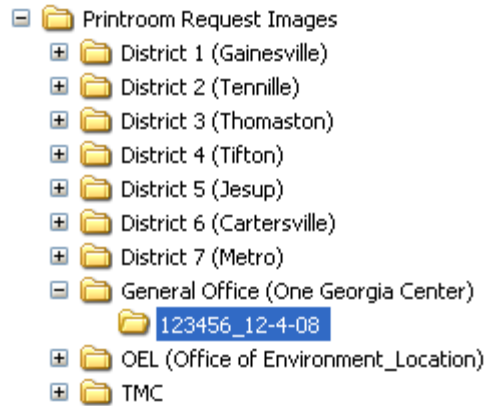 Printroom Request Images
District 1 (Gainesville)
District 2 (Tennille)
District 3 (Thomaston)
District 4 (Tifton)
District 5 (Jesup)
District 6 (Cartersville)
District 7 (Metro)
General Office (One Georgia Center)
123456_12-4-08
OEL (Office of Environment_Location)
TMC